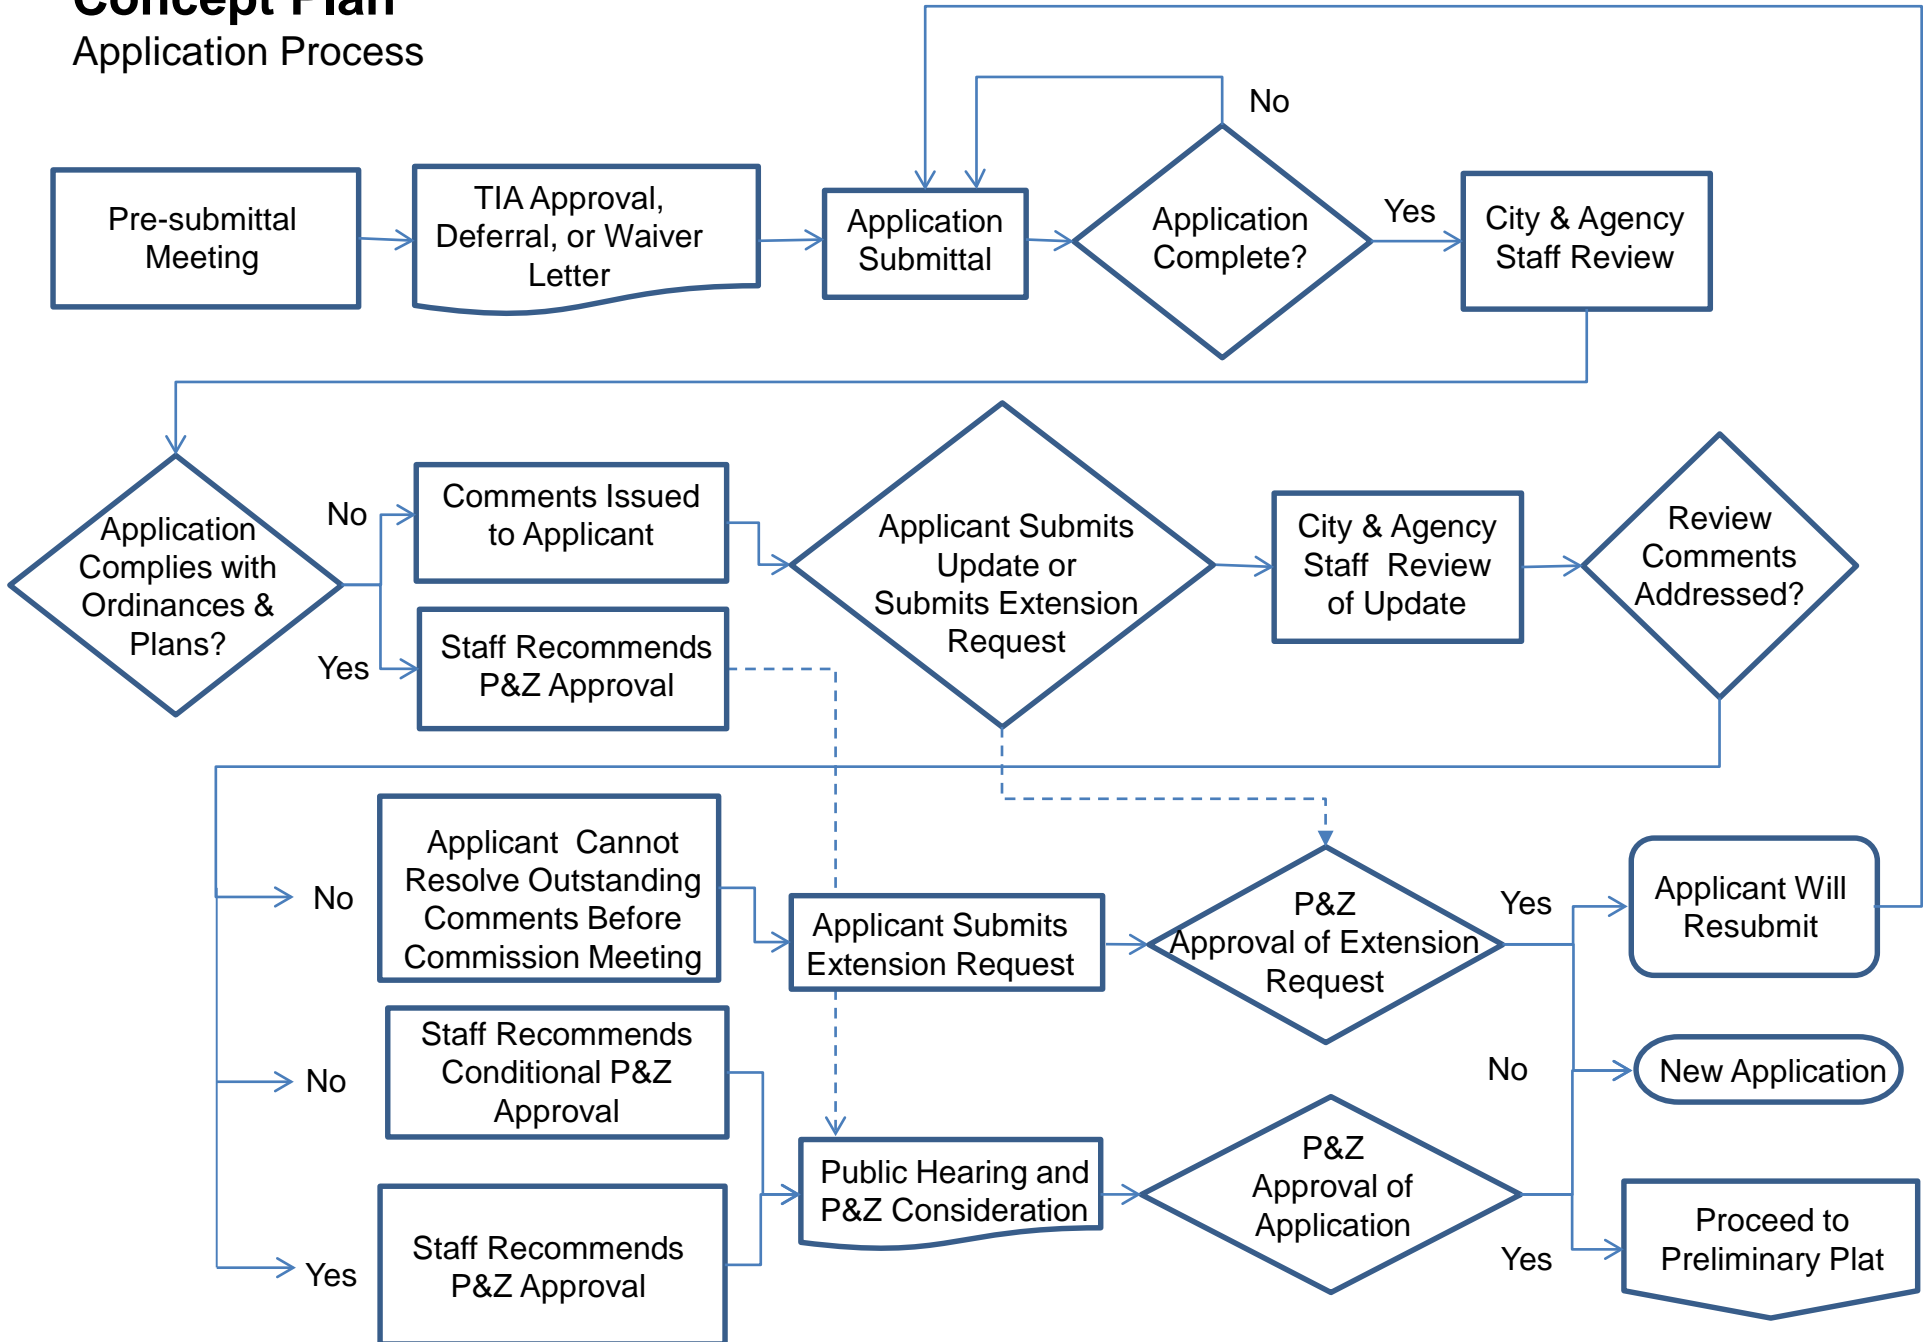 Concept Plan
Application Process
No
Pre-submittal
Meeting
TIA Approval,
Deferral, or Waiver
Letter
Application
Submittal
Application
Complete?
Yes
City & Agency
Staff Review
Application
Complies with
Ordinances &
Plans?
No
Yes
Comments Issued
to Applicant
Staff Recommends
P&Z Approval
Applicant Submits
Update or
Submits Extension
Request
City & Agency
Staff Review
of Update
Review
Comments
Addressed?
No
Applicant Cannot
Resolve Outstanding
Comments Before
Commission Meeting
Applicant Submits
Extension Request
P&Z
Approval of Extension
Request
Yes
Applicant Will
Resubmit
No
Staff Recommends
Conditional P&Z
Approval
No
New Application
Yes
Staff Recommends
P&Z Approval
Public Hearing and
P&Z Consideration
P&Z
Approval of
Application
Yes
Proceed to
Preliminary Plat